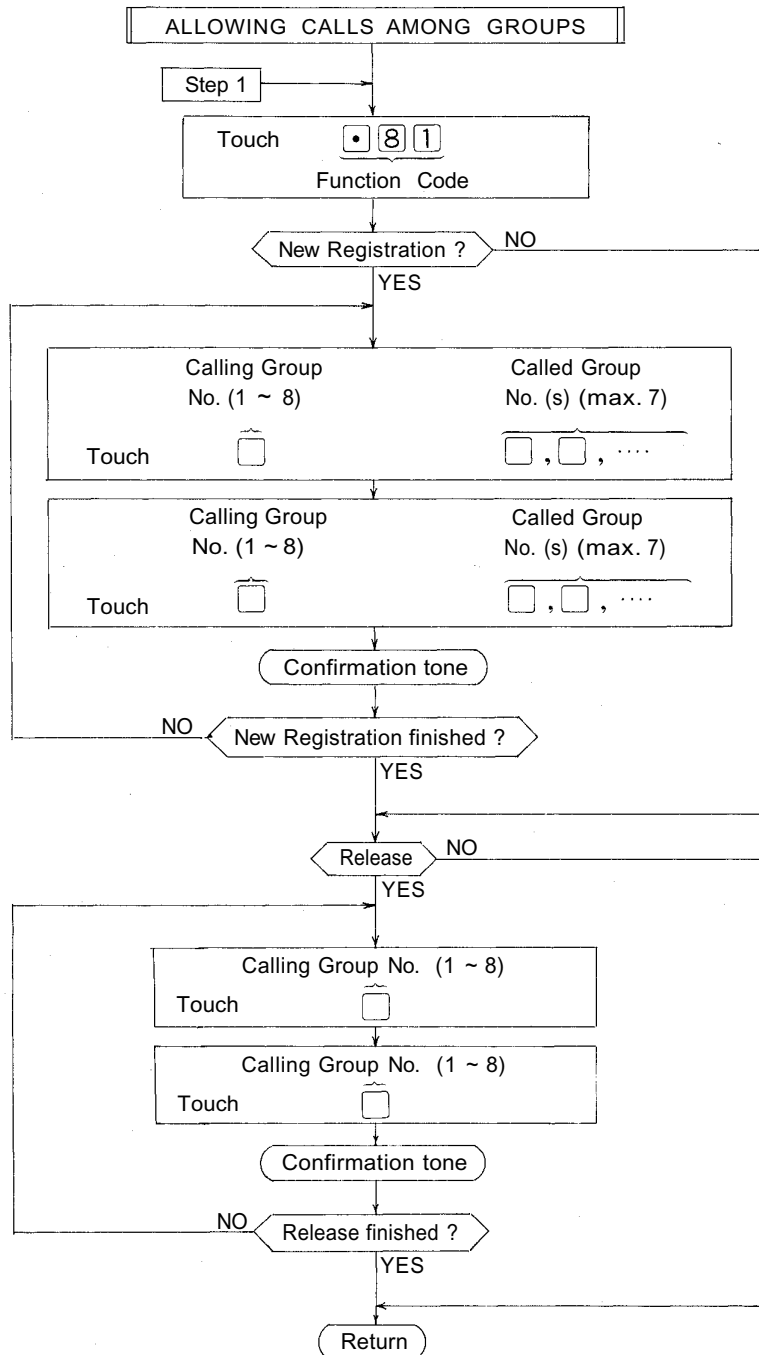 ALLOWING CALLS AMONG GROUPS
Step 1
Touch • 8 1
Function Code
New Registration ? NO
YES
Calling Group Called Group
No. (1 ~ 8) No. (s) (max. 7)
Touch , , ....
Calling Group Called Group
No. (1 ~ 8) No. (s) (max. 7)
Touch , , ....
Confirmation tone
NO New Registration finished ?
YES
Release NO
YES
Calling Group No. (1 ~ 8)
Touch
Calling Group No. (1 ~ 8)
Touch
Confirmation tone
NO Release finished ?
YES
Return